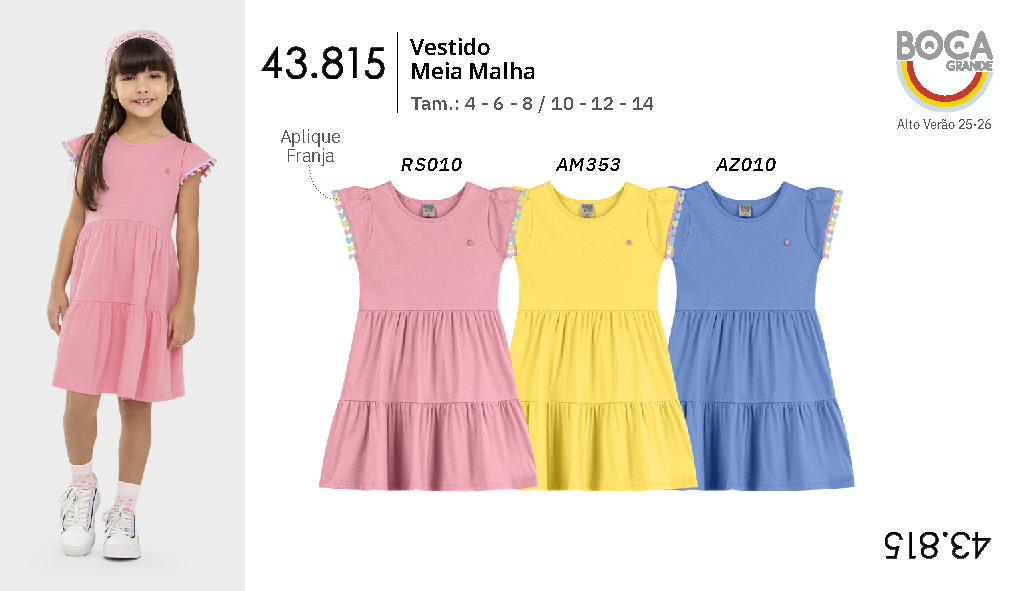 43.815
Vestido
Meia Malha
Tam.: 4 - 6 - 8 / 10 - 12 - 14
BOCA
GRANDE
Alto Verão 25-26
Aplique
Franja
RS010
AM353
AZ010
43.815